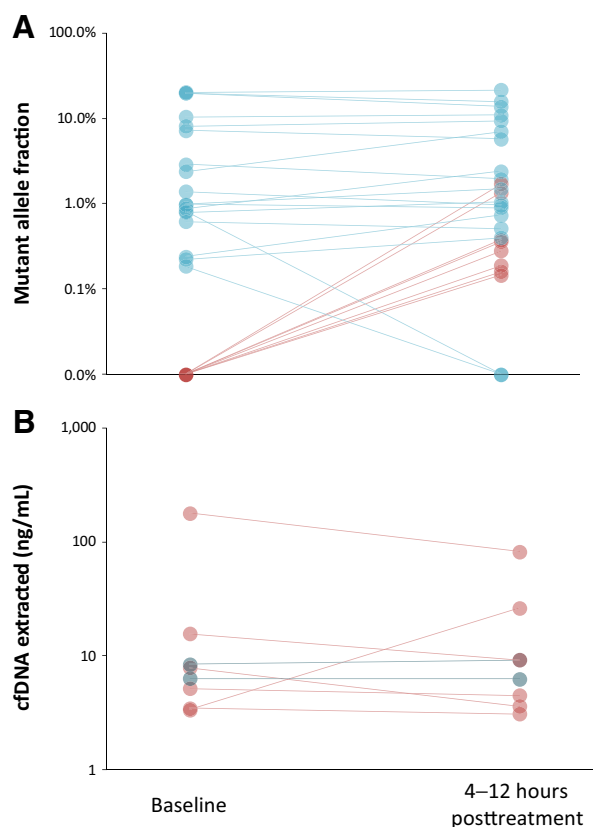 A
100.0%
10.0%
1.0%
0.1%
0.0%
Mutant allele fraction
B
1,000
100
10
1
cfDNA extracted (ng/mL)
Baseline
4–12 hours
posttreatment